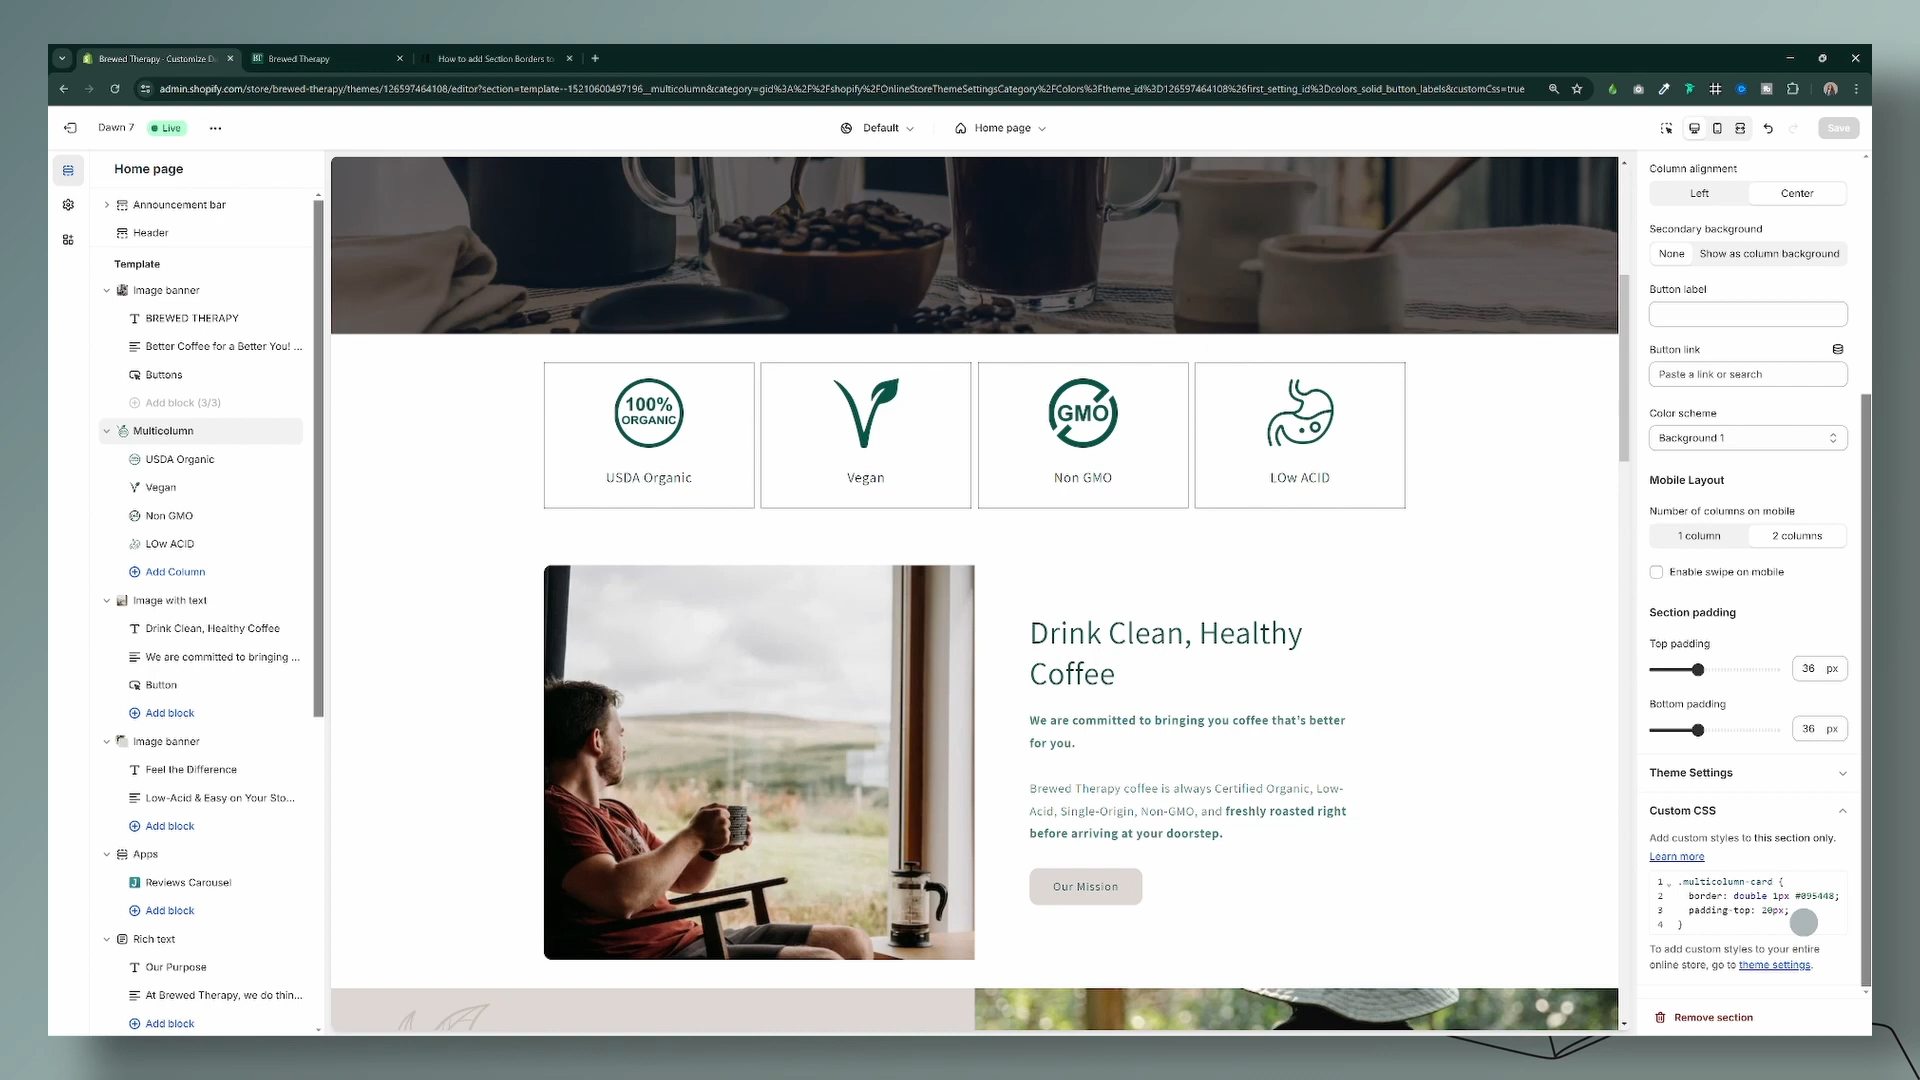 Brewed Therapy · Customize Da
Brewed Therapy
How to add Section Borders to
admin.shopify.com/store/brewed-therapy/themes/126597464108/editor?section=template--15210600497196__multicolumn&category=gid%3A%2F%2Fshopify%2FOnlineStoreThemeSettingsCategory%2FColors%3Ftheme_id%3D126597464108%26first_setting_id%3Dcolors_solid_button_labels&customCss=true
Dawn 7
Live
Default
Home page
Save
Home page
Announcement bar
Header
Template
Image banner
BREWED THERAPY
Better Coffee for a Better You! ...
Buttons
Add block (3/3)
Multicolumn
USDA Organic
Vegan
Non GMO
LOw ACID
Add Column
Image with text
Drink Clean, Healthy Coffee
We are committed to bringing ...
Button
Add block
Image banner
Feel the Difference
Low-Acid & Easy on Your Sto...
Add block
Apps
Reviews Carousel
Add block
Rich text
Our Purpose
At Brewed Therapy, we do thin...
Add block
100%
ORGANIC
USDA Organic
Vegan
GMO
Non GMO
LOw ACID
Drink Clean, Healthy
Coffee
We are committed to bringing you coffee that's better
for you.
Brewed Therapy coffee is always Certified Organic, Low-
Acid, Single-Origin, Non-GMO, and freshly roasted right
before arriving at your doorstep.
Our Mission
Column alignment
Left
Center
Secondary background
None
Show as column background
Button label
Button link
Paste a link or search
Color scheme
Background 1
Mobile Layout
Number of columns on mobile
1 column
2 columns
Enable swipe on mobile
Section padding
Top padding
36 px
Bottom padding
36 px
Theme Settings
Custom CSS
Add custom styles to this section only.
Learn more
1 .multicolumn-card {
2 border: double 1px #095448;
3 padding-top: 20px;
4 }
To add custom styles to your entire
online store, go to theme settings.
Remove section